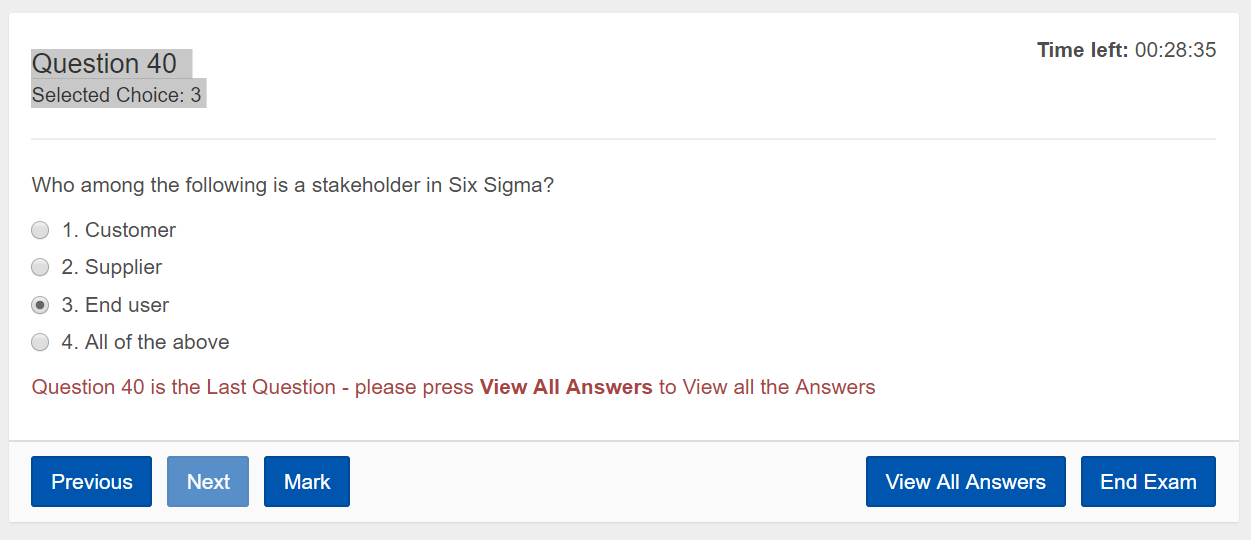 Question 40
Time left: 00:28:35
Selected Choice: 3
Who among the following is a stakeholder in Six Sigma?
1. Customer
2. Supplier
3. End user
4. All of the above
Question 40 is the Last Question - please press View All Answers to View all the Answers
Previous Next Mark View All Answers End Exam